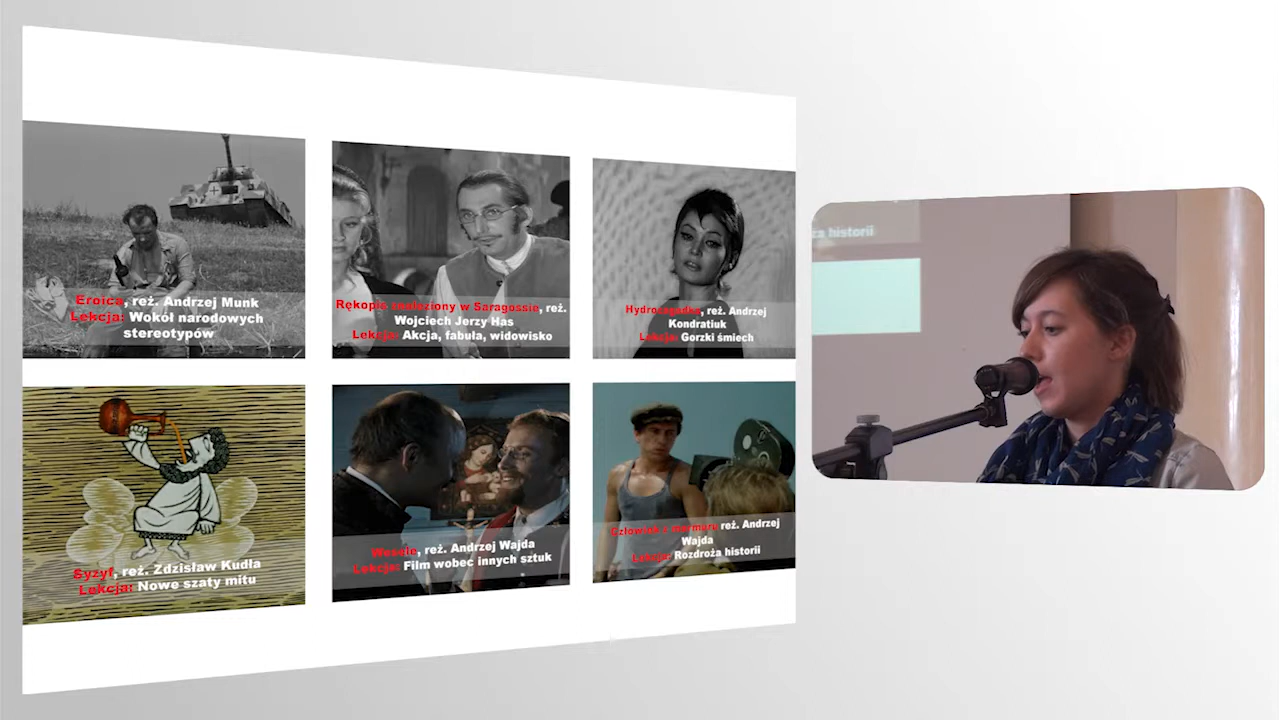 Eroica, reż. Andrzej Munk
Lekcja: Wokół narodowych
stereotypów
Rękopis znaleziony w Saragossie, reż.
Wojciech Jerzy Has
Lekcja: Akcja, fabuła, widowisko
Hydrozagadka, reż. Andrzej
Kondratiuk
Lekcja: Gorzki śmiech
Syzyf, reż. Zdzisław Kudła
Lekcja: Nowe szaty mitu
Wesele, reż. Andrzej Wajda
Lekcja: Film wobec innych sztuk
Człowiek z marmuru reż. Andrzej
Wajda
Lekcja: Rozdroża historii
ża historii